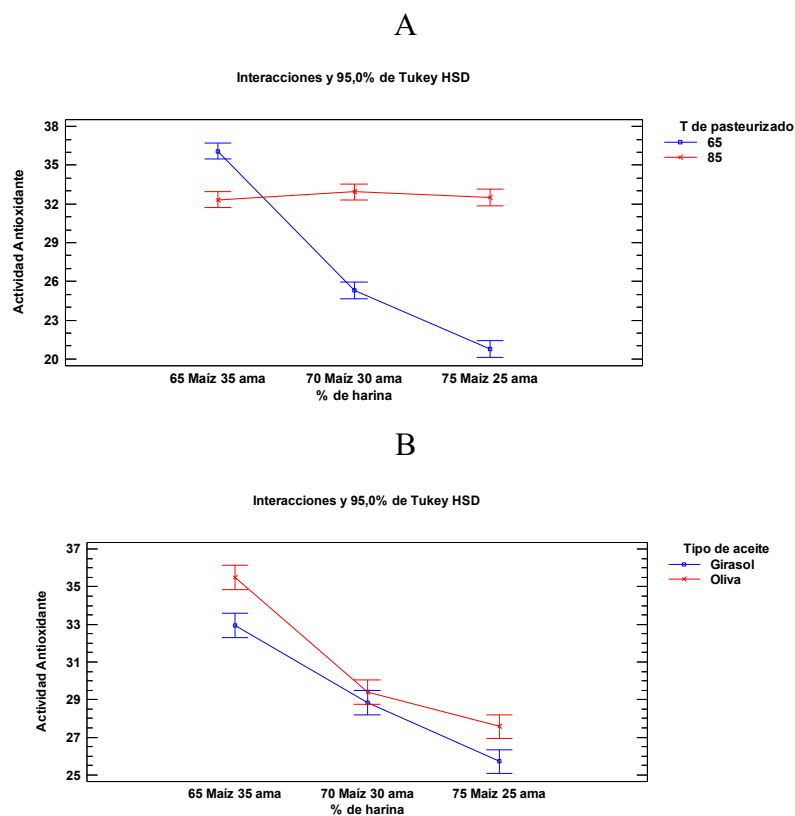 A
Interacciones y 95,0% de Tukey HSD
T de pasteurizado
65
85
Actividad Antioxidante
38
35
32
29
26
23
20
65 Maíz 35 ama 70 Maíz 30 ama 75 Maiz 25 ama
% de harina
B
Interacciones y 95,0% de Tukey HSD
Tipo de aceite
Girasol
Oliva
Actividad Antioxidante
37
35
33
31
29
27
25
65 Maíz 35 ama 70 Maíz 30 ama 75 Maiz 25 ama
% de harina